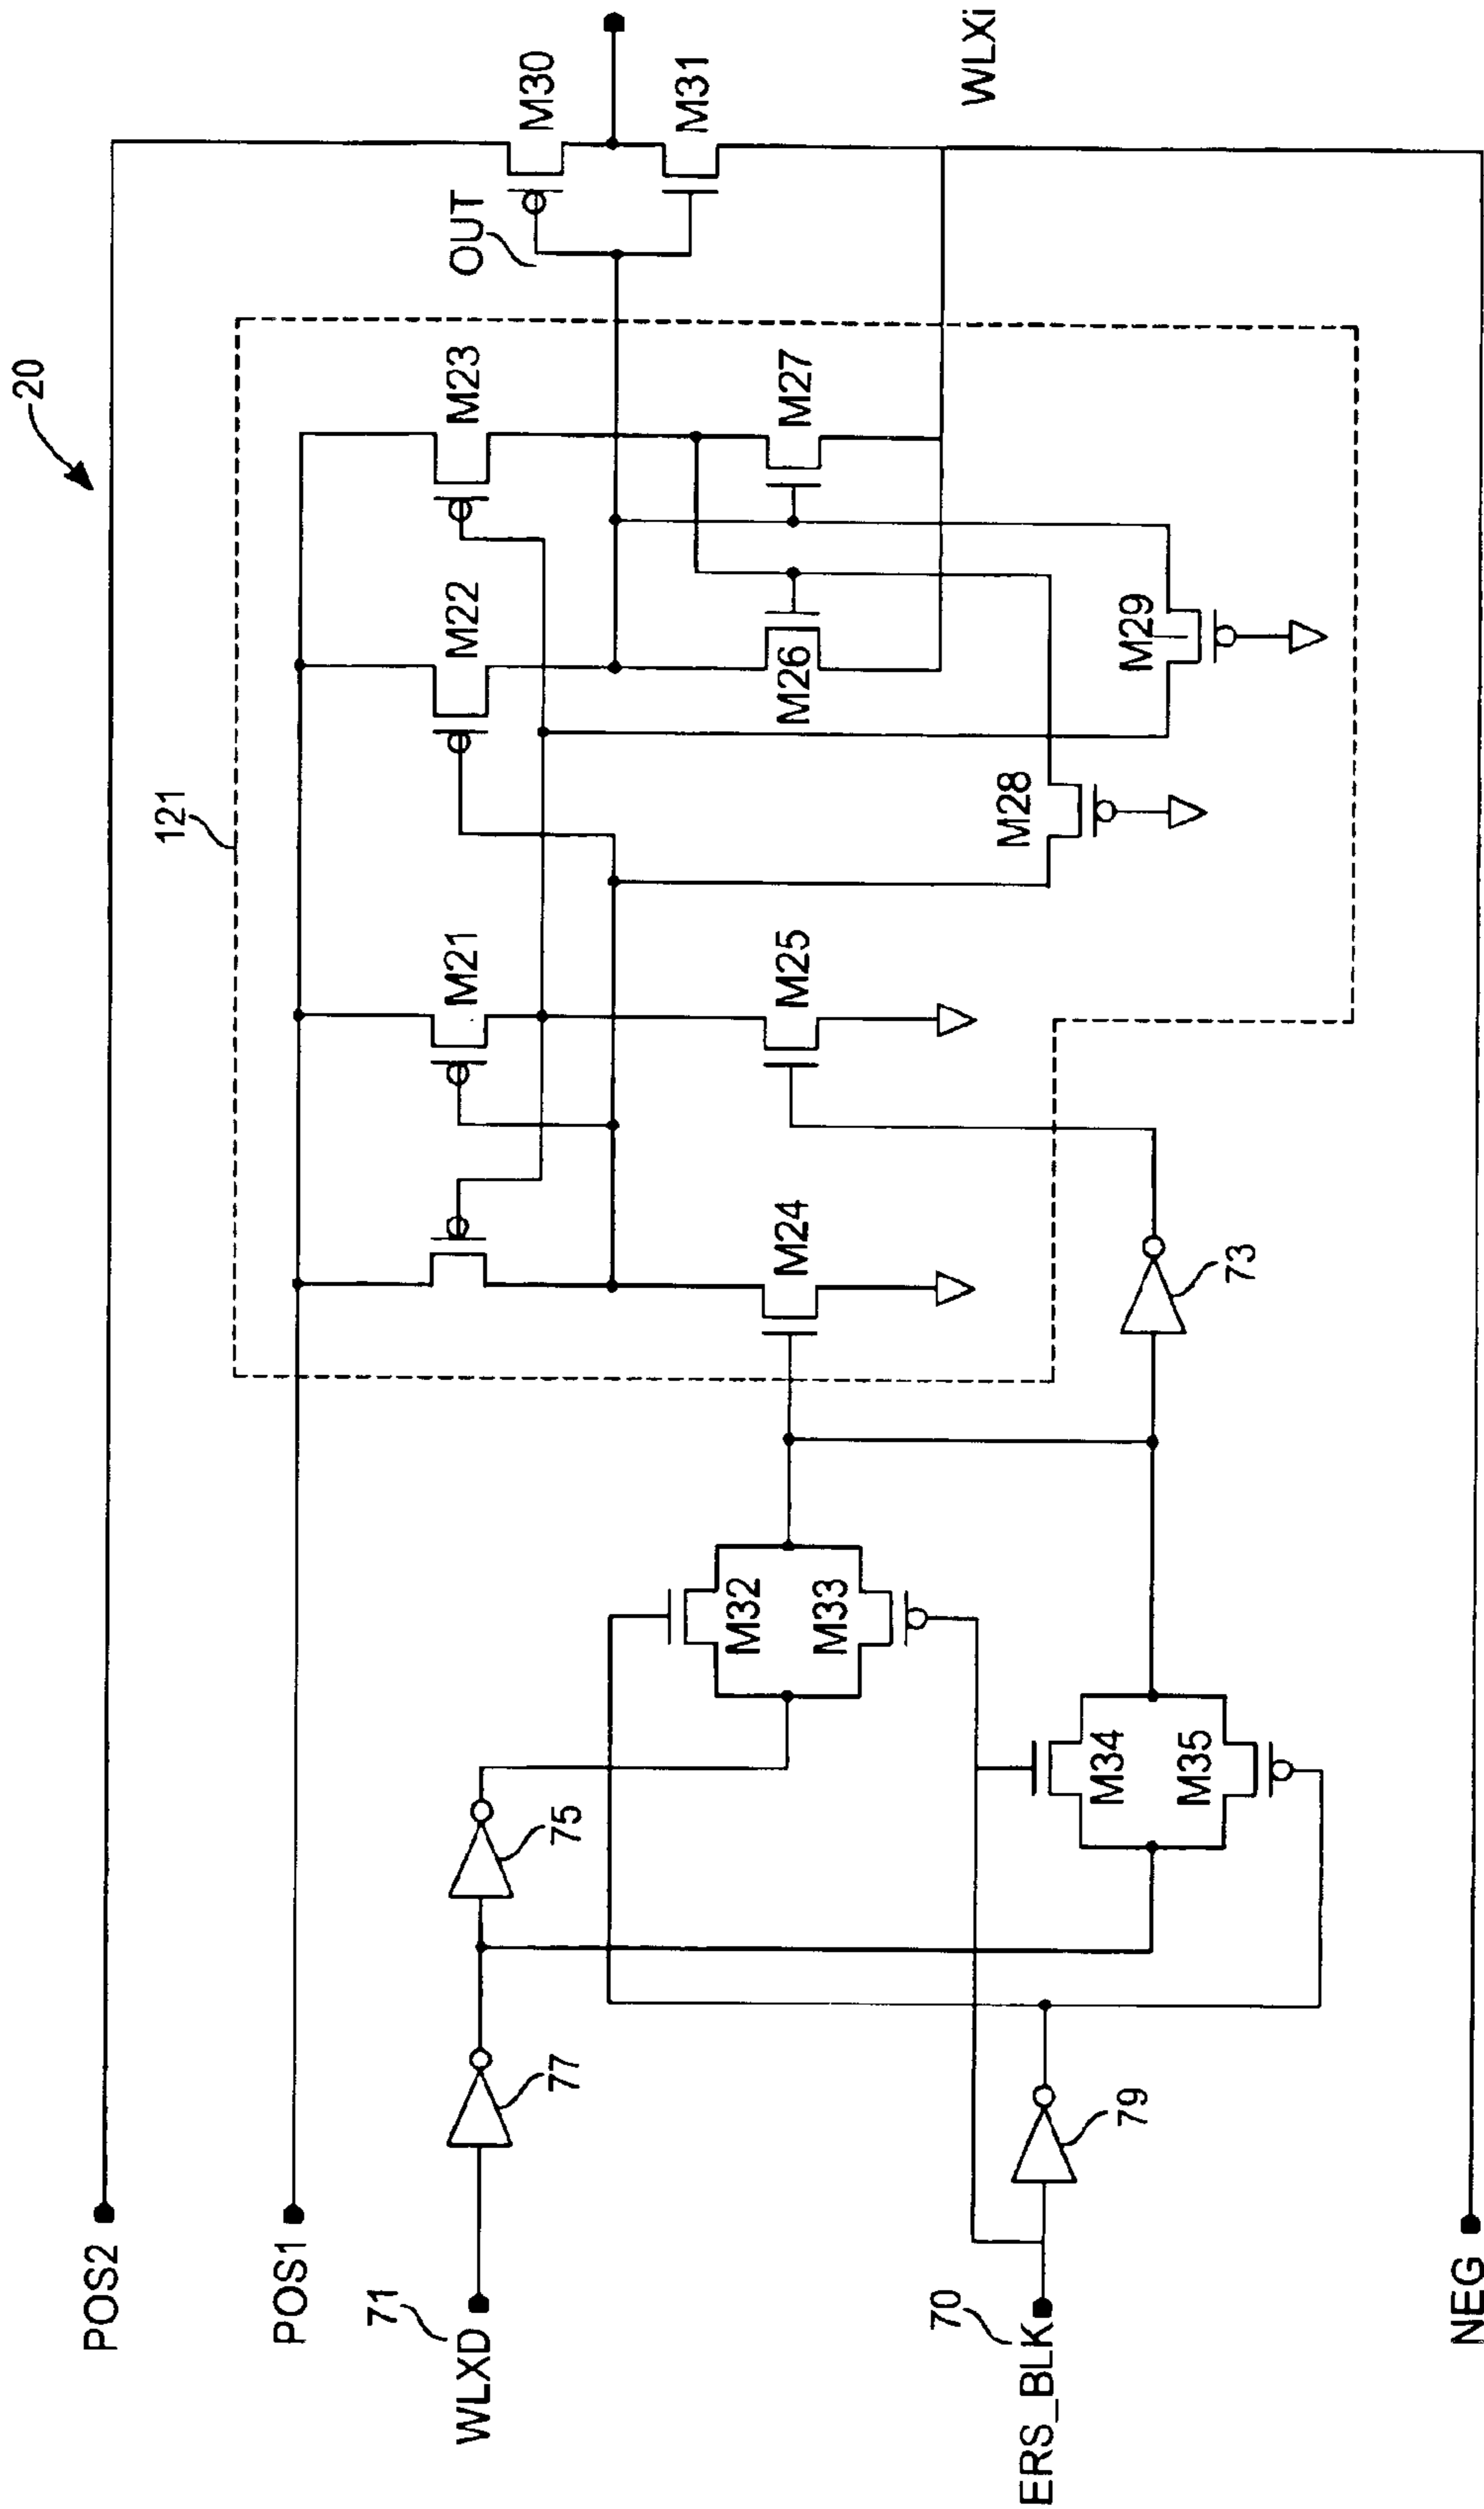 20
POS2
121
POS1
M21
M22
M23
OUT
M30
M31
WLXi
71
WLXD
77
75
M32
M33
M24
M25
M26
M27
M28
M29
70
ERS_BLK
79
M34
M35
73
NEG